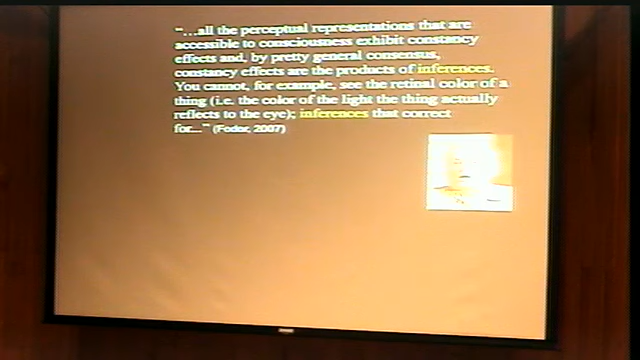 "...all the perceptual representations that are
accessible to consciousness exhibit constancy
effects and, by pretty general consensus,
constancy effects are the products of inferences.
You cannot, for example, see the retinal color of a
thing (i.e. the color of the light the thing actually
reflects to the eye); inferences that correct
for..." (Fodor, 2007)